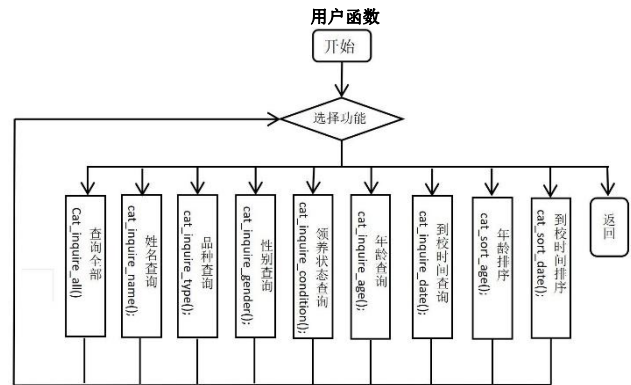 用户函数
开始
选择功能
查询全部
Cat_inquire_all()
姓名查询
cat_inquire_name();
品种查询
cat_inquire_type();
性别查询
cat_inquire_gender();
领养状态查询
cat_inquire_condition();
年龄查询
cat_inquire_age();
到校时间查询
cat_inquire_date();
年龄排序
cat_sort_age();
到校时间排序
cat_sort_date();
返回